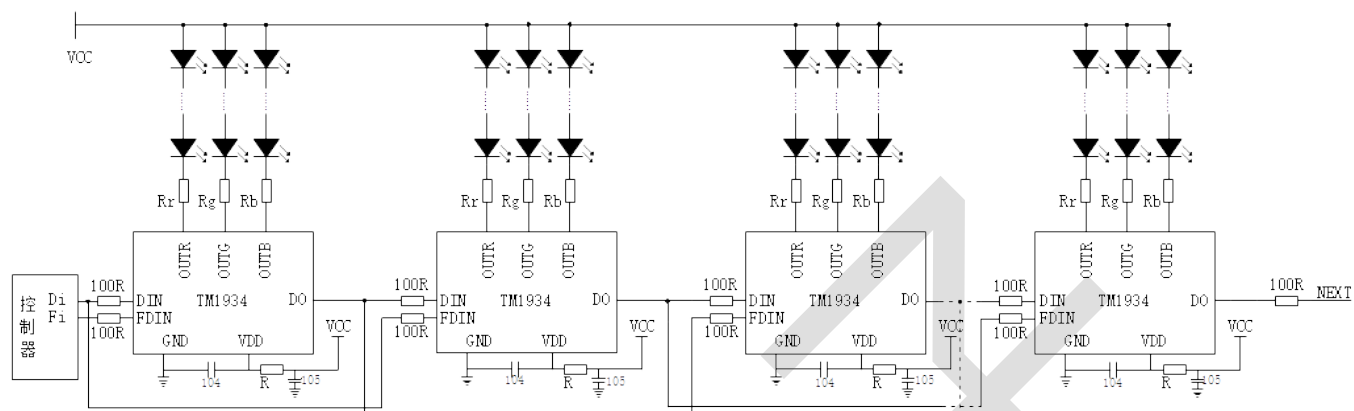 VCC
Rr Rg Rb Rr Rg Rb Rr Rg Rb Rr Rg Rb
OUTR OUTG OUTB OUTR OUTG OUTB OUTR OUTG OUTB OUTR OUTG OUTB
控制器 Di 100R DIN TM1934 DO 100R DIN TM1934 DO 100R DIN TM1934 DO 100R DIN TM1934 DO 100R NEXT
Fi 100R FDIN 100R FDIN 100R FDIN 100R FDIN
GND VDD VCC GND VDD VCC GND VDD VCC GND VDD VCC
104 R 105 104 R 105 104 R 105 104 R 105